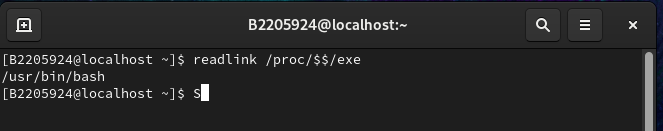 B2205924@localhost:~
[B2205924@localhost ~]$ readlink /proc/$$/exe
/usr/bin/bash
[B2205924@localhost ~]$ S